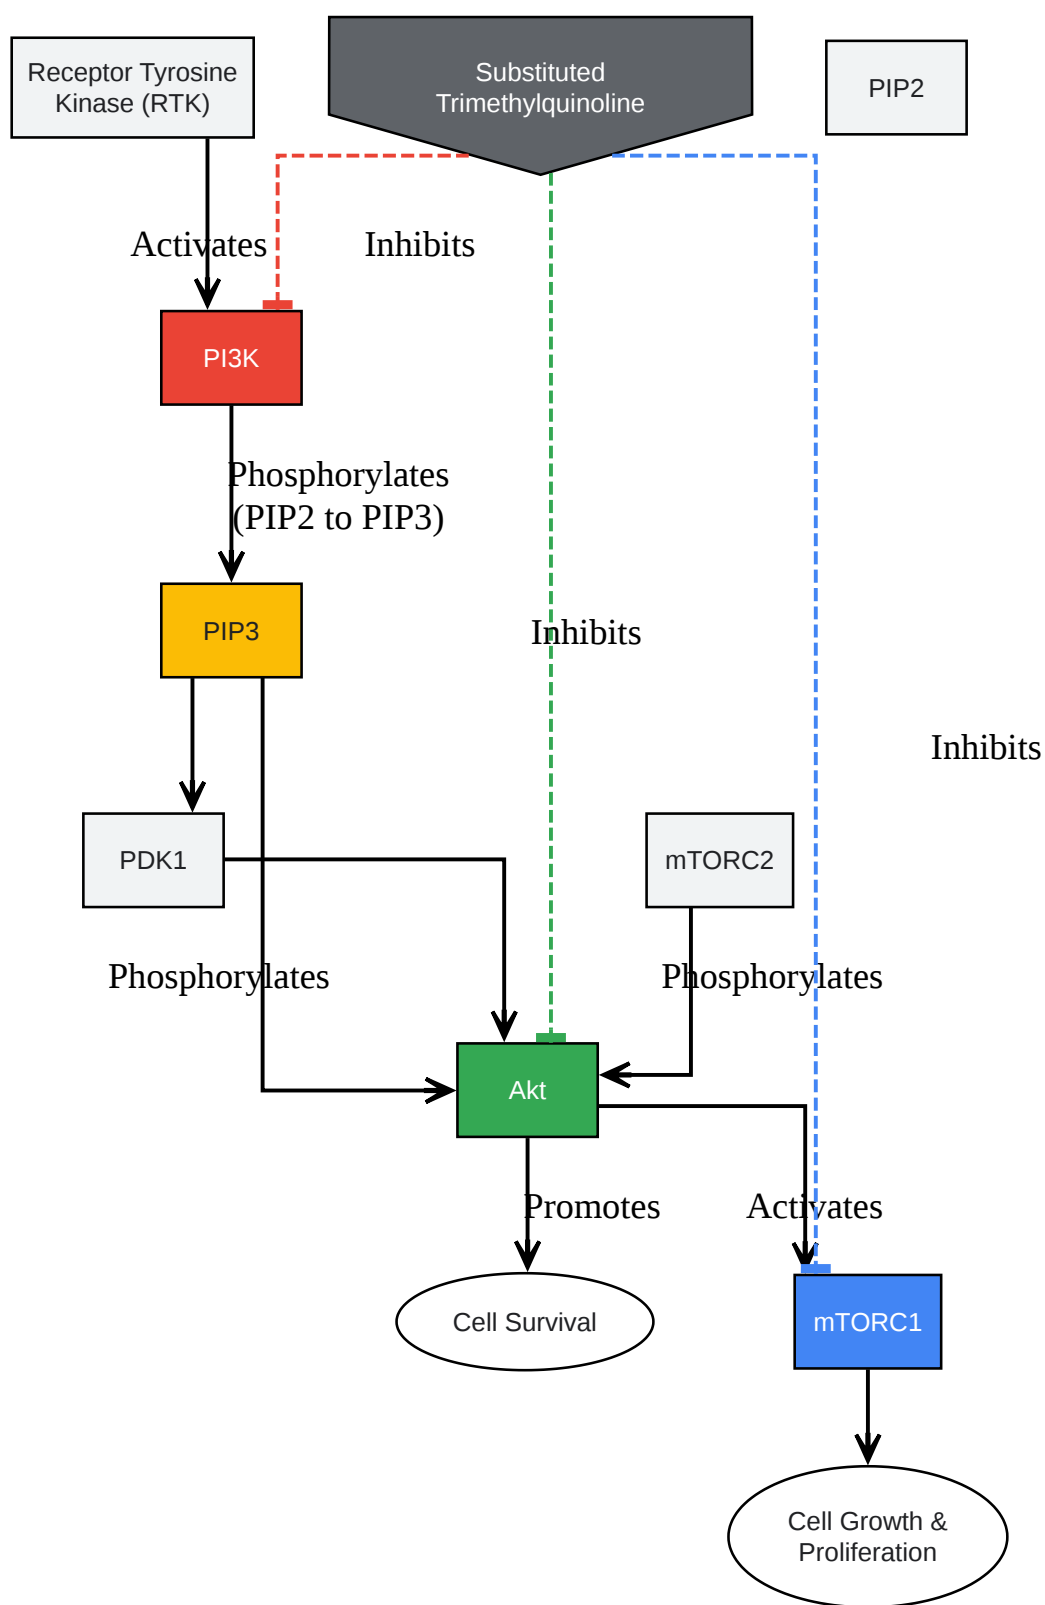 Receptor Tyrosine
Kinase (RTK)
Substituted
Trimethylquinoline
PIP2
Activates
Inhibits
PI3K
Phosphorylates
(PIP2 to PIP3)
PIP3
Inhibits
Inhibits
PDK1
mTORC2
Phosphorylates
Phosphorylates
Akt
Promotes
Activates
Cell Survival
mTORC1
Cell Growth &
Proliferation